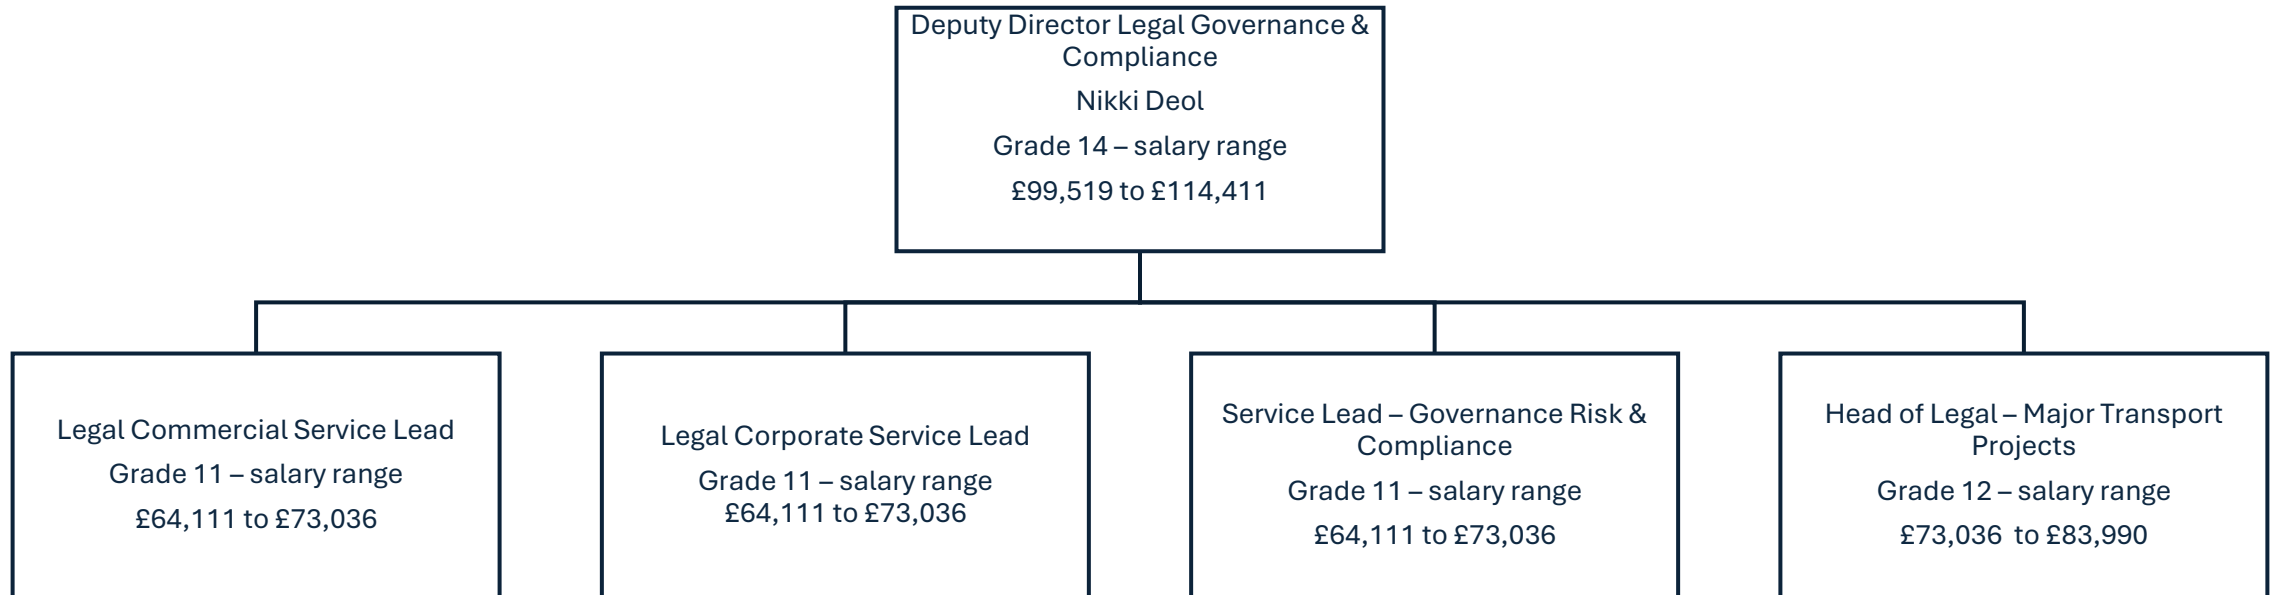 Deputy Director Legal Governance &
Compliance
Nikki Deol
Grade 14 – salary range
£99,519 to £114,411
Legal Commercial Service Lead
Grade 11 – salary range
£64,111 to £73,036
Legal Corporate Service Lead
Grade 11 – salary range
£64,111 to £73,036
Service Lead – Governance Risk &
Compliance
Grade 11 – salary range
£64,111 to £73,036
Head of Legal – Major Transport
Projects
Grade 12 – salary range
£73,036  to £83,990